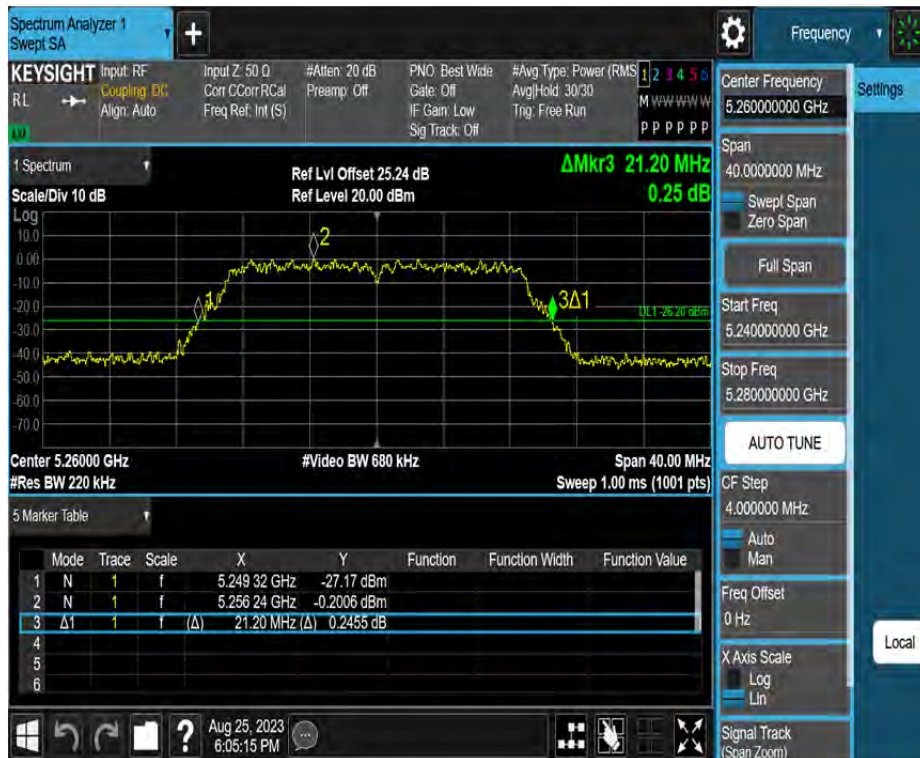 Spectrum Analyzer 1
Swept SA
+
Frequency
KEYSIGHT
RL
Input: RF
Coupling: DC
Align: Auto
Input Z: 50 Ω
Corr CCorr RCal
Freq Ref: Int (S)
#Atten: 20 dB
Preamp: Off
PNO: Best Wide
Gate: Off
IF Gain: Low
Sig Track: Off
#Avg Type: Power (RMS
Avg|Hold: 30/30
Trig: Free Run
1 2 3 4 5 6
M W W W W W
P P P P P P
LXI
1 Spectrum
Scale/Div 10 dB
Ref Lvl Offset 25.24 dB
Ref Level 20.00 dBm
ΔMkr3 21.20 MHz
0.25 dB
Log
10.0
0.00
-10.0
-20.0
-30.0
-40.0
-50.0
-60.0
-70.0
1
2
3Δ1
DL1 -26.20 dBm
Center 5.26000 GHz
#Video BW 680 kHz
Span 40.00 MHz
#Res BW 220 kHz
Sweep 1.00 ms (1001 pts)
5 Marker Table
Mode Trace Scale X Y Function Function Width Function Value
1 N 1 f 5.249 32 GHz -27.17 dBm
2 N 1 f 5.256 24 GHz -0.2006 dBm
3 Δ1 1 f (Δ) 21.20 MHz (Δ) 0.2455 dB
4
5
6
?
Aug 25, 2023
6:05:15 PM
Center Frequency
5.260000000 GHz
Settings
Span
40.0000000 MHz
Swept Span
Zero Span
Full Span
Start Freq
5.240000000 GHz
Stop Freq
5.280000000 GHz
AUTO TUNE
CF Step
4.000000 MHz
Auto
Man
Freq Offset
0 Hz
Local
X Axis Scale
Log
Lin
Signal Track
(Span Zoom)